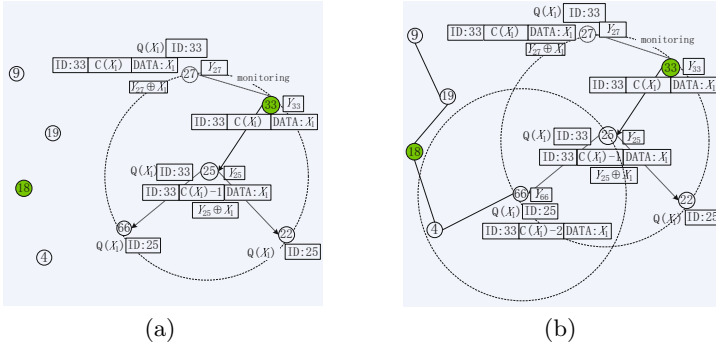 Q(X₁) ID:33
ID:33 C(X₁) DATA:X₁
27 Y₂₇
Y₂₇⊕X₁
monitoring
9
33 Y₃₃
ID:33 C(X₁) DATA:X₁
19
Q(X₁) ID:33 25 Y₂₅
18
ID:33 C(X₁)-1 DATA:X₁
Y₂₅⊕X₁
66
22
Q(X₁) ID:25
Q(X₁) ID:25
4
(a)
Q(X₁) ID:33
ID:33 C(X₁) DATA:X₁
9
27 Y₂₇
Y₂₇⊕X₁
monitoring
33 Y₃₃
ID:33 C(X₁) DATA:X₁
19
Q(X₁) ID:33 25 Y₂₅
18
ID:33 C(X₁)-1 DATA:X₁
Y₂₅⊕X₁
66 Y₆₆
22
Q(X₁) ID:25
Q(X₁) ID:25
4
ID:33 C(X₁)-2 DATA:X₁
(b)